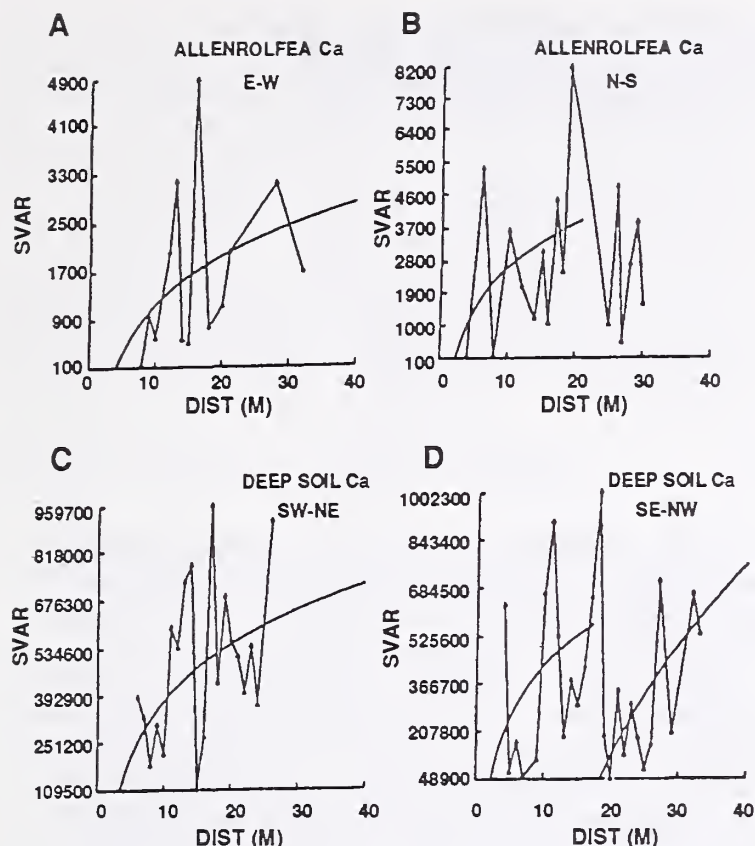 A
ALLENROLFEA Ca
E-W
SVAR
4900
4100
3300
2500
1700
900
100
0
10
20
30
40
DIST (M)
B
ALLENROLFEA Ca
N-S
SVAR
8200
7300
6400
5500
4600
3700
2800
1900
1000
100
0
10
20
30
40
DIST (M)
C
DEEP SOIL Ca
SW-NE
SVAR
959700
818000
676300
534600
392900
251200
109500
0
10
20
30
40
DIST (M)
D
DEEP SOIL Ca
SE-NW
SVAR
1002300
843400
684500
525600
366700
207800
48900
0
10
20
30
40
DIST (M)